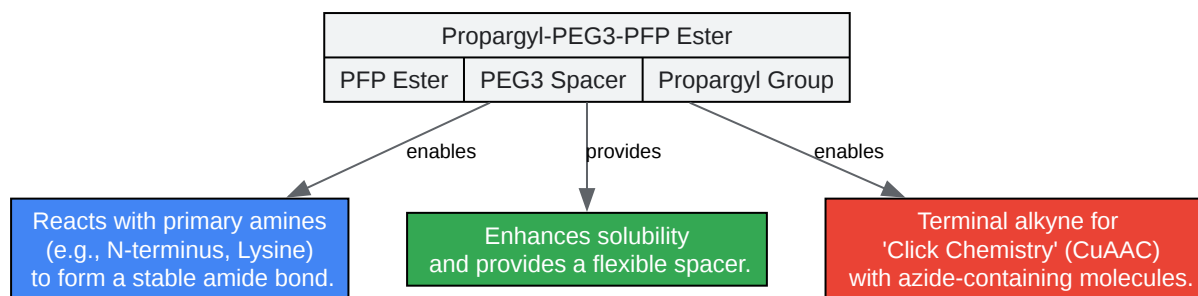 Propargyl-PEG3-PFP Ester
PFP Ester
PEG3 Spacer
Propargyl Group
enables
provides
enables
Reacts with primary amines
(e.g., N-terminus, Lysine)
to form a stable amide bond.
Enhances solubility
and provides a flexible spacer.
Terminal alkyne for
'Click Chemistry' (CuAAC)
with azide-containing molecules.